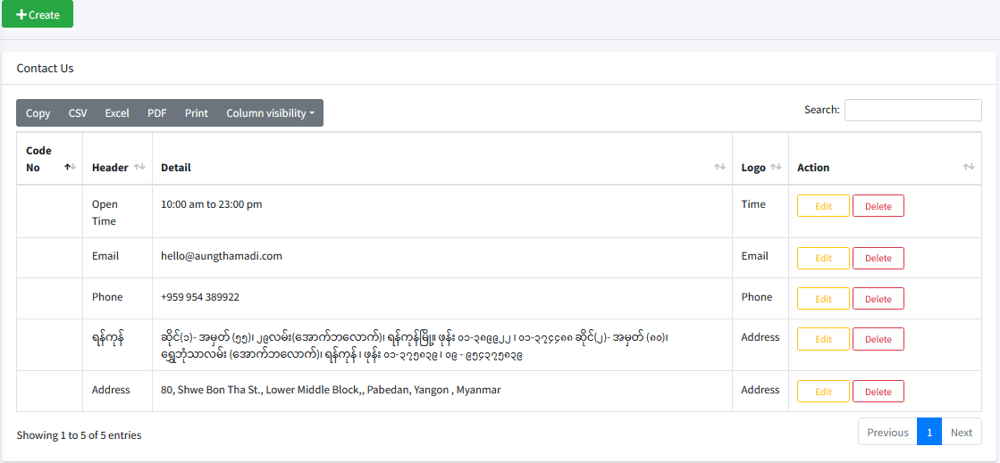 Create
Contact Us
Copy CSV Excel PDF Print Column visibility
Search:
Code No Header Detail Logo Action
Open Time 10:00 am to 23:00 pm Time Edit Delete
Email hello@aungthamadi.com Email Edit Delete
Phone +959 954 389922 Phone Edit Delete
ရန်ကုန် ဆိုင်(၁)- အမှတ် (၅၅)၊ ၂၉လမ်း(အောက်ဘလောက်)၊ ရန်ကုန်မြို့။ ဖုန်း ၀၁-၃၈၉၉၂၂ ၊ ၀၁-၃၇၄၄၈၈ ဆိုင်(၂)- အမှတ် (၈၀)၊ Address Edit Delete
ရွှေဘုံသာလမ်း (အောက်ဘလောက်)၊ ရန်ကုန် ၊ ဖုန်း ၀၁-၃၇၅၈၃၉ ၊ ၀၉ - ၉၅၄၃၇၅၈၃၉
Address 80, Shwe Bon Tha St., Lower Middle Block,, Pabedan, Yangon , Myanmar Address Edit Delete
Showing 1 to 5 of 5 entries
Previous 1 Next